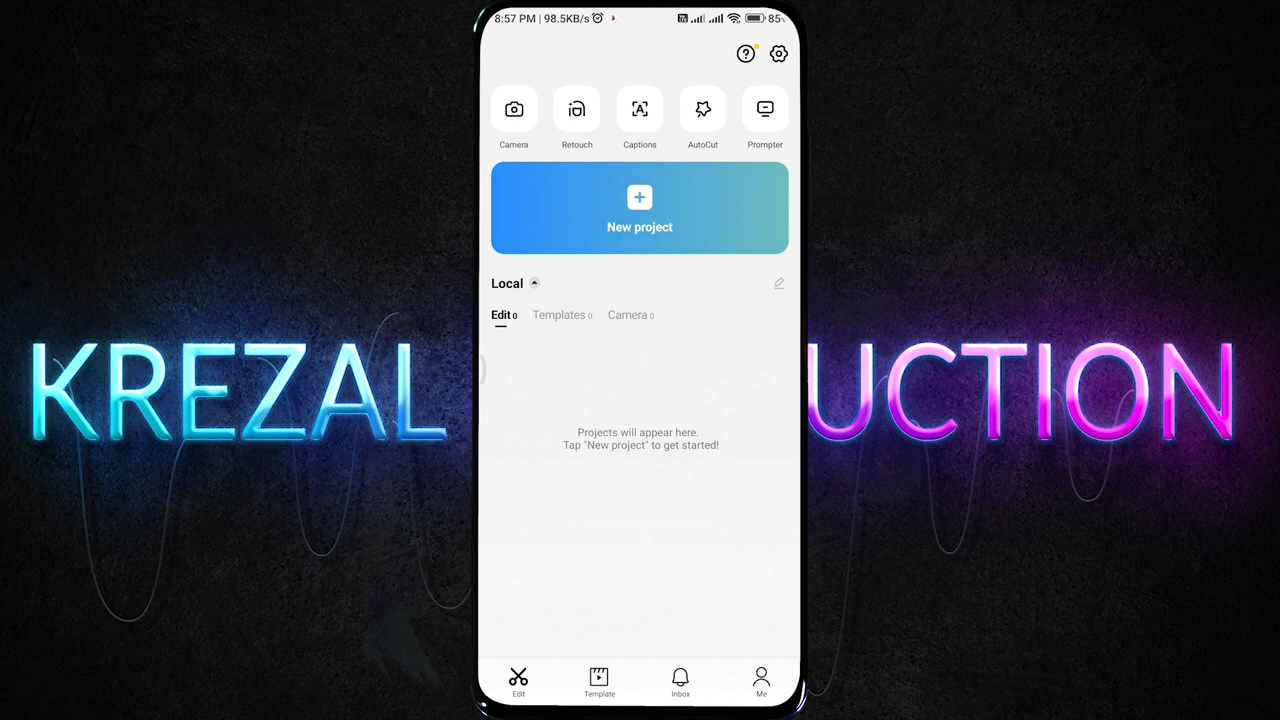 8:57 PM | 98.5KB/s
85%
Camera
Retouch
Captions
AutoCut
Prompter
New project
Local
Edit 0
Templates 0
Camera 0
KREZAL
UCTION
Projects will appear here.
Tap "New project" to get started!
Edit
Template
Inbox
Me